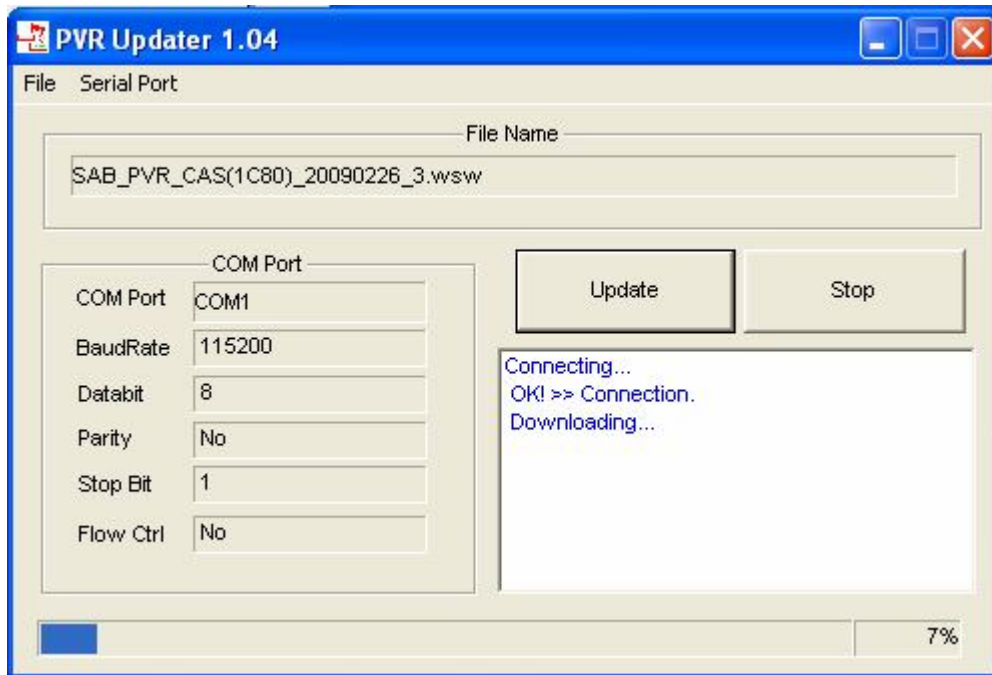 PVR Updater 1.04
File Serial Port
File Name
SAB_PVR_CAS(1C80)_20090226_3.wsw
COM Port
COM Port COM1
BaudRate 115200
Databit 8
Parity No
Stop Bit 1
Flow Ctrl No
Update Stop
Connecting...
OK! >> Connection.
Downloading...
7%